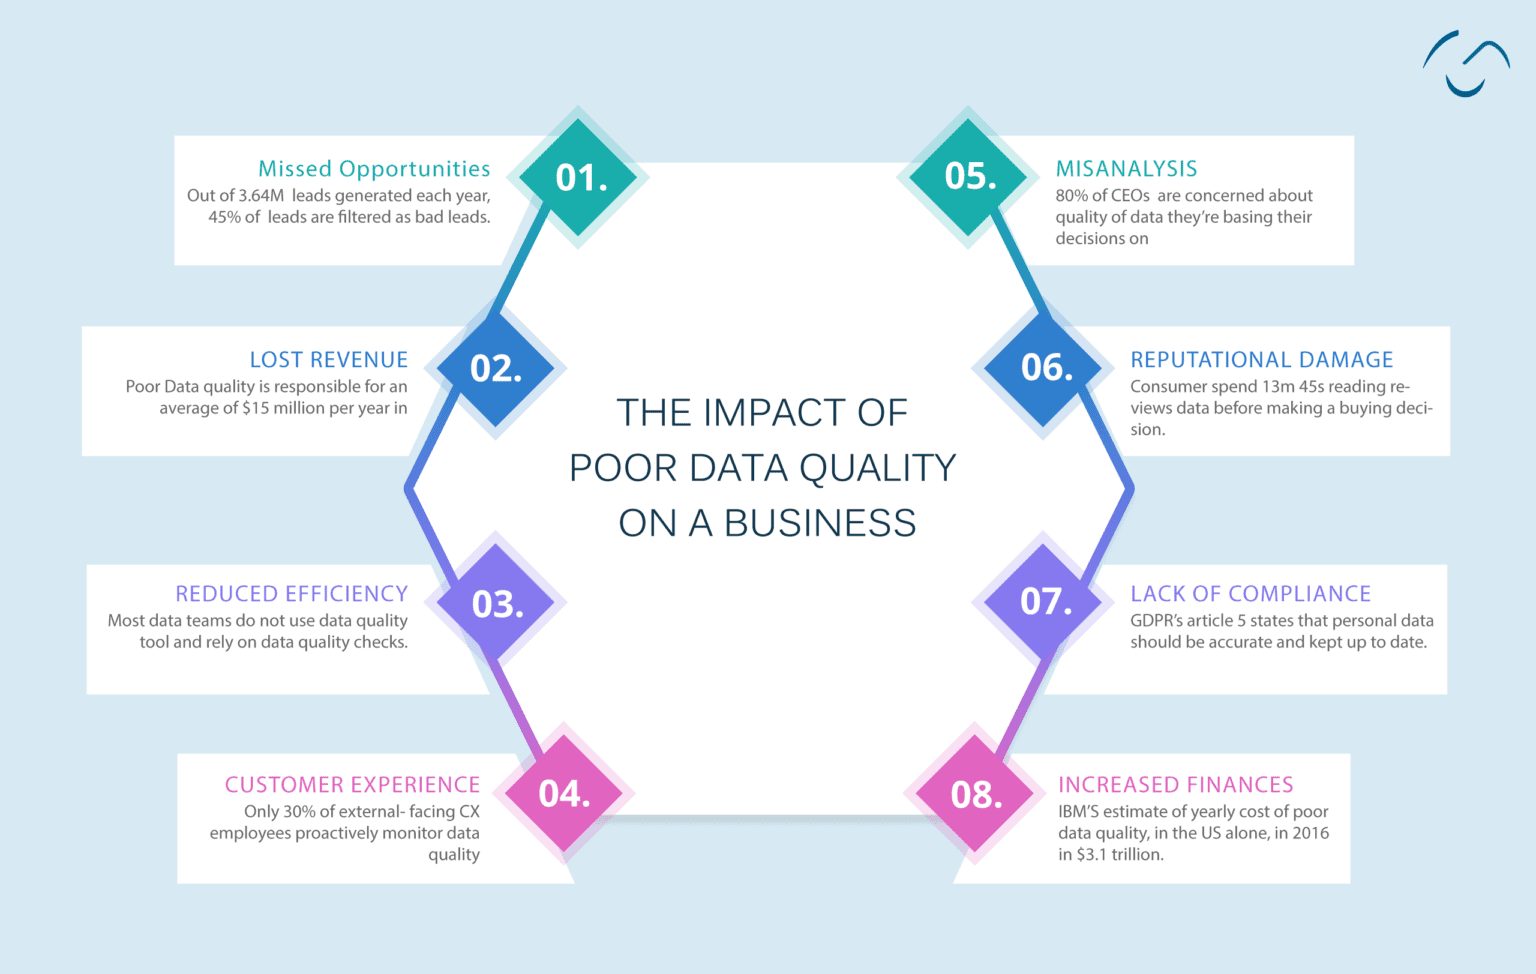 01.
Missed Opportunities
Out of 3.64M leads generated each year,
45% of leads are filtered as bad leads.
02.
LOST REVENUE
Poor Data quality is responsible for an
average of $15 million per year in
03.
REDUCED EFFICIENCY
Most data teams do not use data quality
tool and rely on data quality checks.
04.
CUSTOMER EXPERIENCE
Only 30% of external- facing CX
employees proactively monitor data
quality
THE IMPACT OF
POOR DATA QUALITY
ON A BUSINESS
05.
MISANALYSIS
80% of CEOs are concerned about
quality of data they're basing their
decisions on
06.
REPUTATIONAL DAMAGE
Consumer spend 13m 45s reading re-
views data before making a buying deci-
sion.
07.
LACK OF COMPLIANCE
GDPR's article 5 states that personal data
should be accurate and kept up to date.
08.
INCREASED FINANCES
IBM'S estimate of yearly cost of poor
data quality, in the US alone, in 2016
in $3.1 trillion.